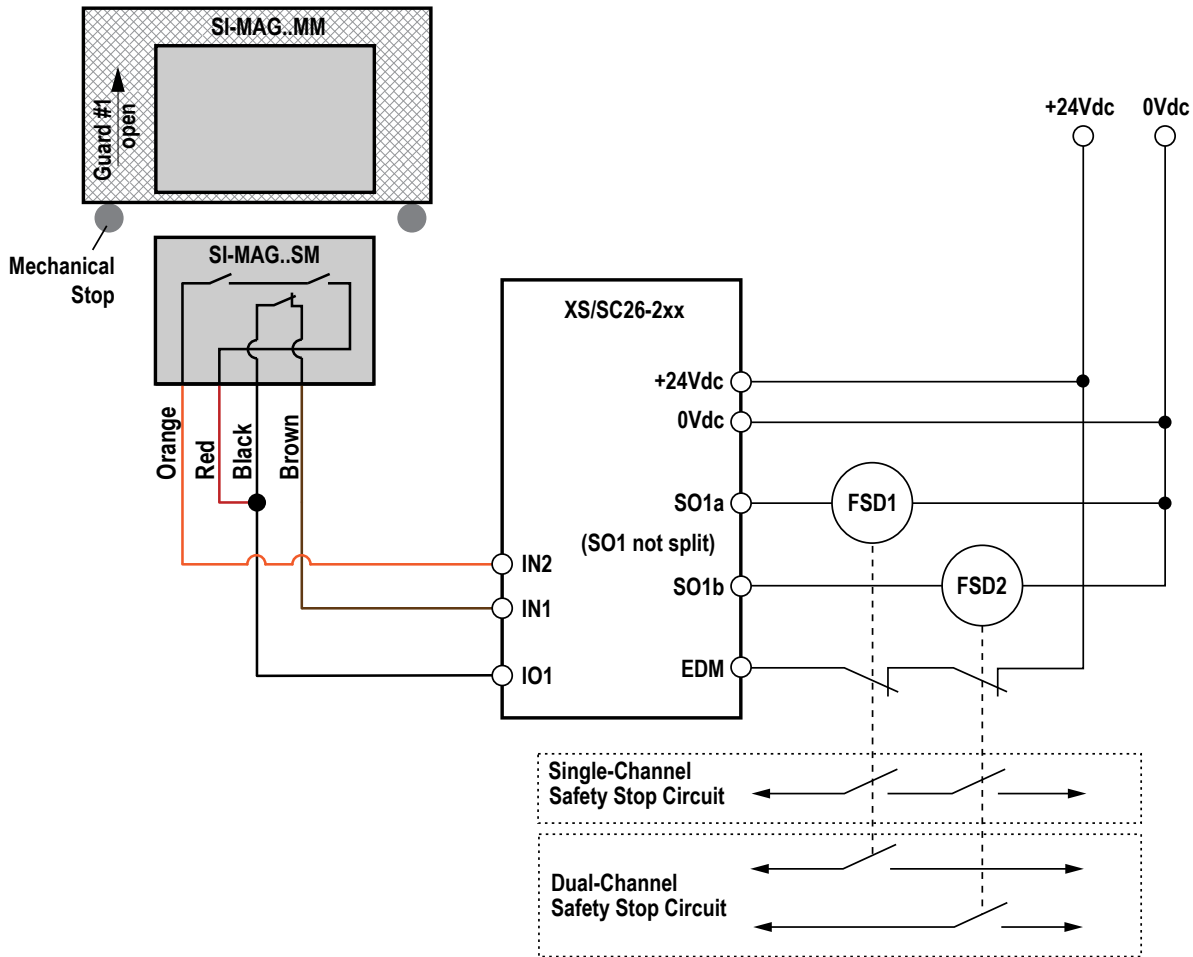 SI-MAG..MM
Guard #1
open
Mechanical
Stop
SI-MAG..SM
Orange
Red
Black
Brown
XS/SC26-2xx
+24Vdc
0Vdc
SO1a
(SO1 not split)
SO1b
EDM
IN2
IN1
IO1
+24Vdc
0Vdc
FSD1
FSD2
Single-Channel
Safety Stop Circuit
Dual-Channel
Safety Stop Circuit